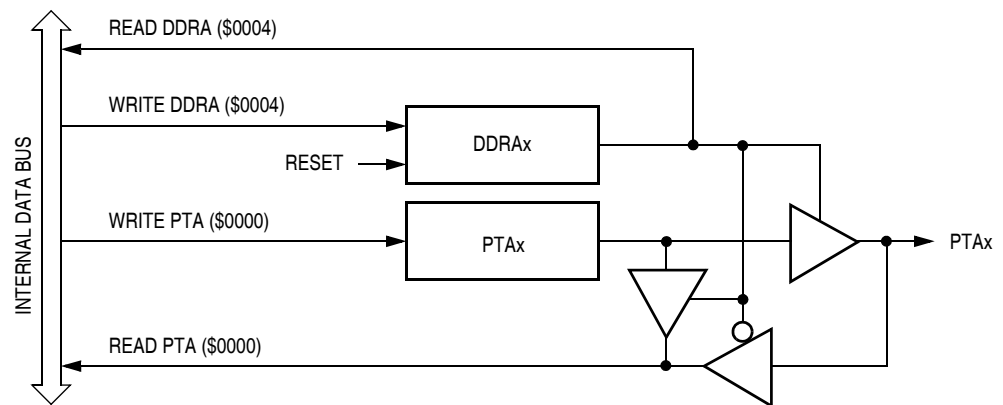 READ DDRA ($0004)
WRITE DDRA ($0004)
DDRAx
RESET
WRITE PTA ($0000)
PTAx
PTAx
INTERNAL DATA BUS
READ PTA ($0000)